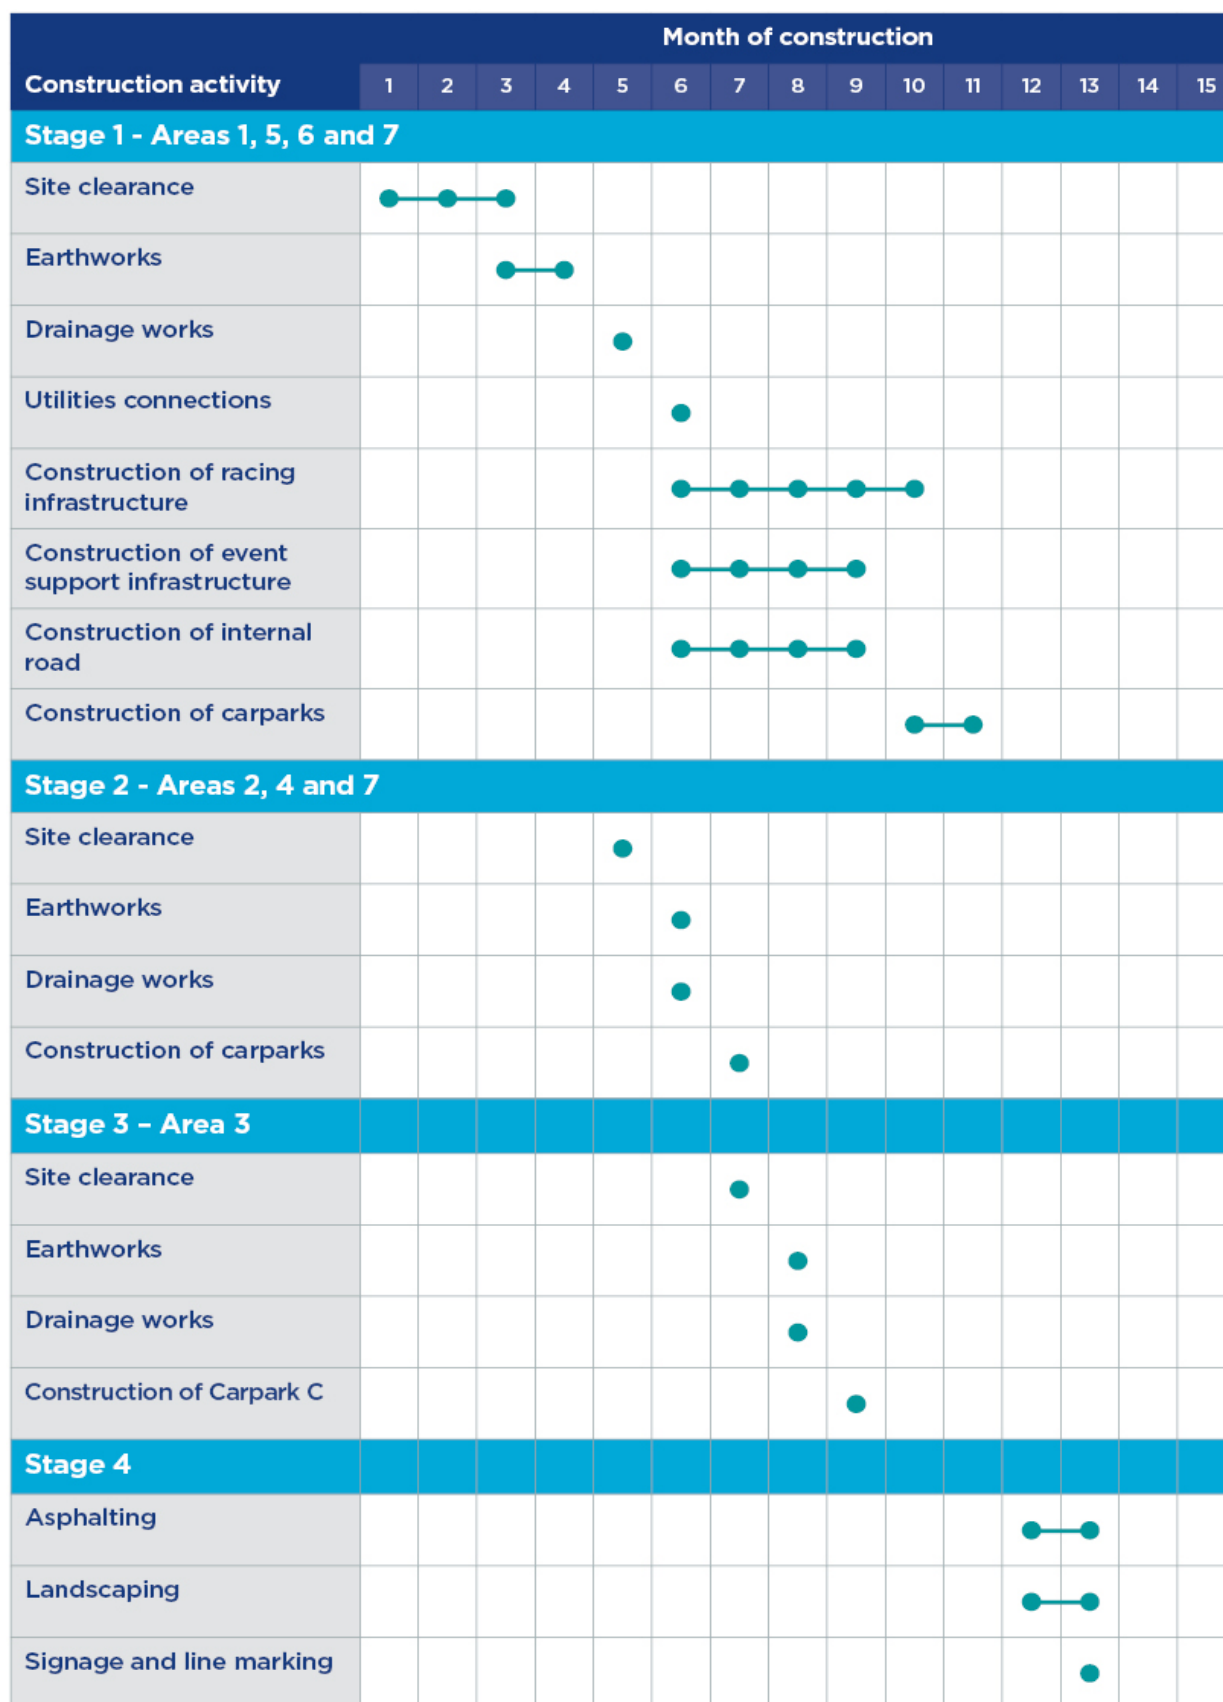 Month of construction
Construction activity 1 2 3 4 5 6 7 8 9 10 11 12 13 14 15
Stage 1 - Areas 1, 5, 6 and 7
Site clearance
Earthworks
Drainage works
Utilities connections
Construction of racing
infrastructure
Construction of event
support infrastructure
Construction of internal
road
Construction of carparks
Stage 2 - Areas 2, 4 and 7
Site clearance
Earthworks
Drainage works
Construction of carparks
Stage 3 – Area 3
Site clearance
Earthworks
Drainage works
Construction of Carpark C
Stage 4
Asphalting
Landscaping
Signage and line marking